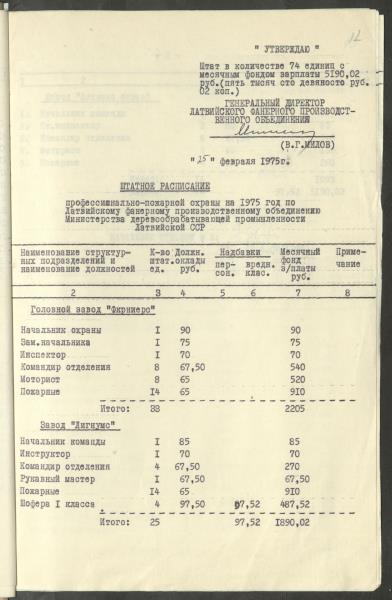 12
" УТВЕРЖДАЮ "
Штат в количестве 74 единиц с
месячным фондом зарплаты 5190,02
руб.(пять тысяч сто девяносто руб.
02 коп.)
ГЕНЕРАЛЬНЫЙ ДИРЕКТОР
ЛАТВИЙСКОГО ФАНЕРНОГО ПРОИЗВОДСТ-
ВЕННОГО ОБЪЕДИНЕНИЯ
(В.Г.МИЛОВ)
"25" февраля 1975г.
ШТАТНОЕ РАСПИСАНИЕ
профессионально-пожарной охраны на 1975 год по
Латвийскому фанерному производственному объединению
Министерства деревообрабатывающей промышленности
Латвийской ССР
Наименование структур- К-во Должн. Надбавки Месячный Приме-
ных подразделений и штат. оклады пер- вредн. фонд чание
наименование должностей ед. руб. сон. клас. з/платы
руб.
2 3 4 5 6 7 8
Головной завод "Фкрниерс"
Начальник охраны I 90 90
Зам.начальника I 75 75
Инспектор I 70 70
Командир отделения 8 67,50 540
Моторист 8 65 520
Пожарные I4 65 9I0
Итого: 33 2205
Завод "Лигнумс"
Начальник команды I 85 85
Инструктор I 70 70
Командир отделения 4 67,50 270
Рукавный мастер I 67,50 67,50
Пожарные I4 65 9I0
Шофера I класса 4 97,50 97,52 487,52
Итого: 25 97,52 I890,02